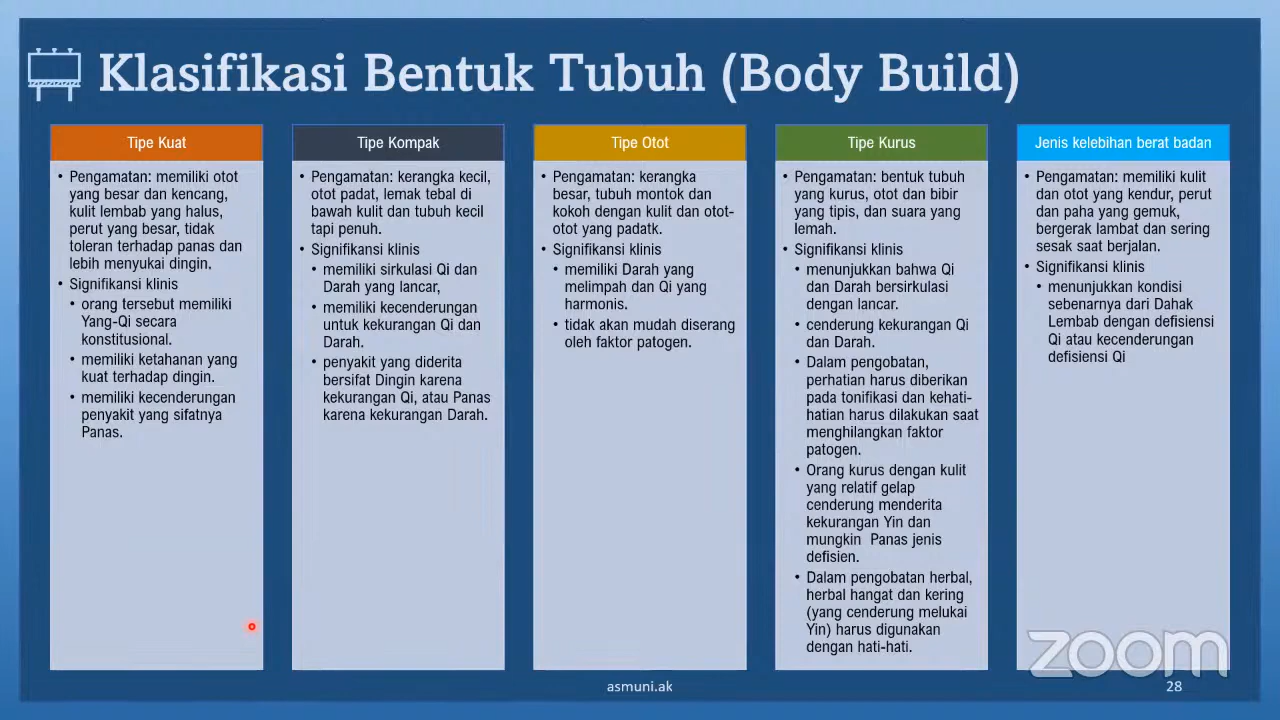 Klasifikasi Bentuk Tubuh (Body Build)
Tipe Kuat
• Pengamatan: memiliki otot
yang besar dan kencang,
kulit lembab yang halus,
perut yang besar, tidak
toleran terhadap panas dan
lebih menyukai dingin.
• Signifikansi klinis
• orang tersebut memiliki
Yang-Qi secara
konstitusional.
• memiliki ketahanan yang
kuat terhadap dingin.
• memiliki kecenderungan
penyakit yang sifatnya
Panas.
Tipe Kompak
• Pengamatan: kerangka kecil,
otot padat, lemak tebal di
bawah kulit dan tubuh kecil
tapi penuh.
• Signifikansi klinis
• memiliki sirkulasi Qi dan
Darah yang lancar,
• memiliki kecenderungan
untuk kekurangan Qi dan
Darah.
• penyakit yang diderita
bersifat Dingin karena
kekurangan Qi, atau Panas
karena kekurangan Darah.
Tipe Otot
• Pengamatan: kerangka
besar, tubuh montok dan
kokoh dengan kulit dan otot-
otot yang padatk.
• Signifikansi klinis
• memiliki Darah yang
melimpah dan Qi yang
harmonis.
• tidak akan mudah diserang
oleh faktor patogen.
Tipe Kurus
• Pengamatan: bentuk tubuh
yang kurus, otot dan bibir
yang tipis, dan suara yang
lemah.
• Signifikansi klinis
• menunjukkan bahwa Qi
dan Darah bersirkulasi
dengan lancar.
• cenderung kekurangan Qi
dan Darah.
• Dalam pengobatan,
perhatian harus diberikan
pada tonifikasi dan kehati-
hatian harus dilakukan saat
menghilangkan faktor
patogen.
• Orang kurus dengan kulit
yang relatif gelap
cenderung menderita
kekurangan Yin dan
mungkin  Panas jenis
defisien.
• Dalam pengobatan herbal,
herbal hangat dan kering
(yang cenderung melukai
Yin) harus digunakan
dengan hati-hati.
Jenis kelebihan berat badan
• Pengamatan: memiliki kulit
dan otot yang kendur, perut
dan paha yang gemuk,
bergerak lambat dan sering
sesak saat berjalan.
• Signifikansi klinis
• menunjukkan kondisi
sebenarnya dari Dahak
Lembab dengan defisiensi
Qi atau kecenderungan
defisiensi Qi
zoom
asmuni.ak
28